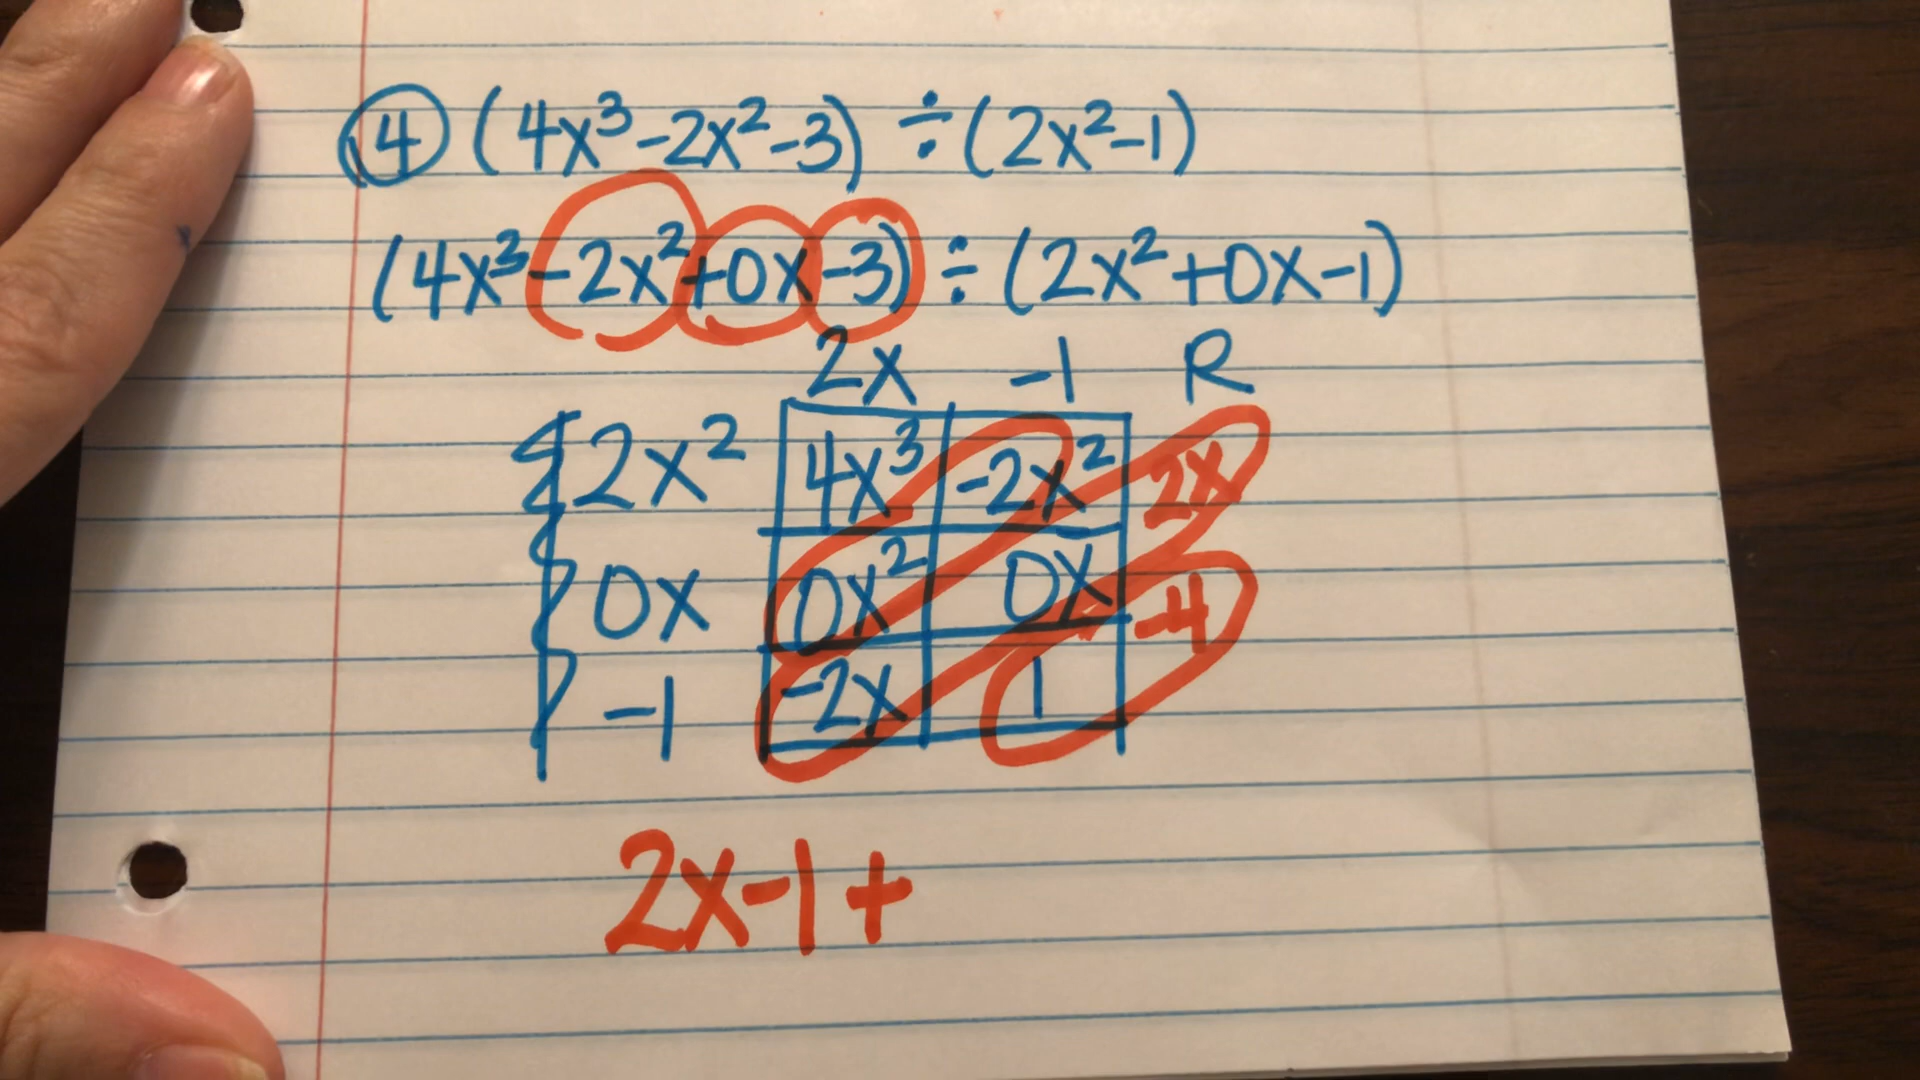 ④ (4x³-2x²-3) ÷ (2x²-1)
(4x³-2x²+0x-3) ÷ (2x²+0x-1)
2x -1 R
2x² 4x³ -2x² 2x
0x 0x² 0x -4
-1 -2x 1
2x-1+